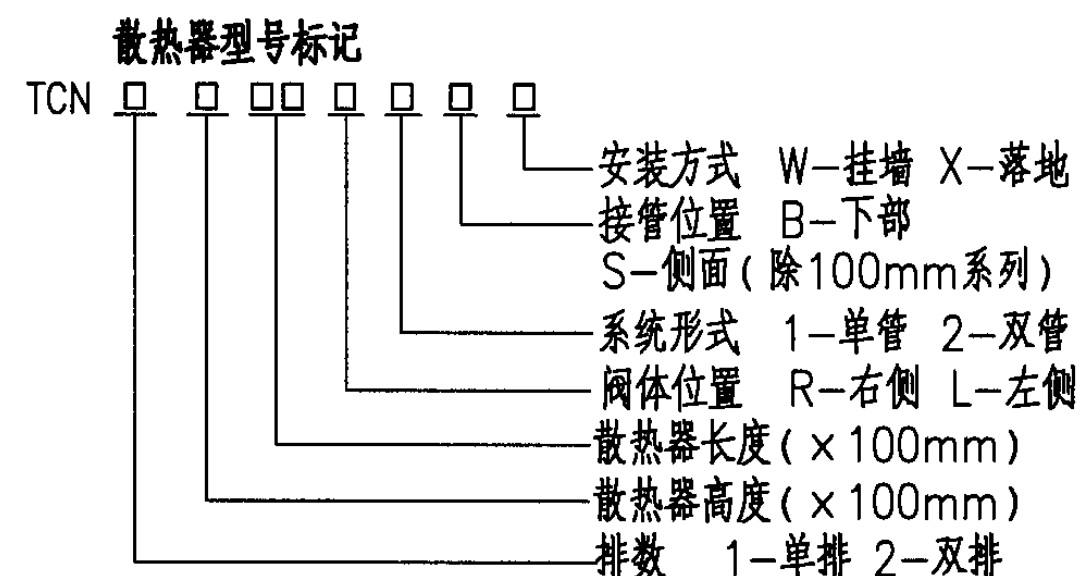 散热器型号标记
TCN □ □ □□ □ □ □ □
安装方式 W—挂墙 X—落地
接管位置 B—下部
S—侧面(除100mm系列)
系统形式 1—单管 2—双管
阀体位置 R—右侧 L—左侧
散热器长度(×100mm)
散热器高度(×100mm)
排数 1—单排 2—双排